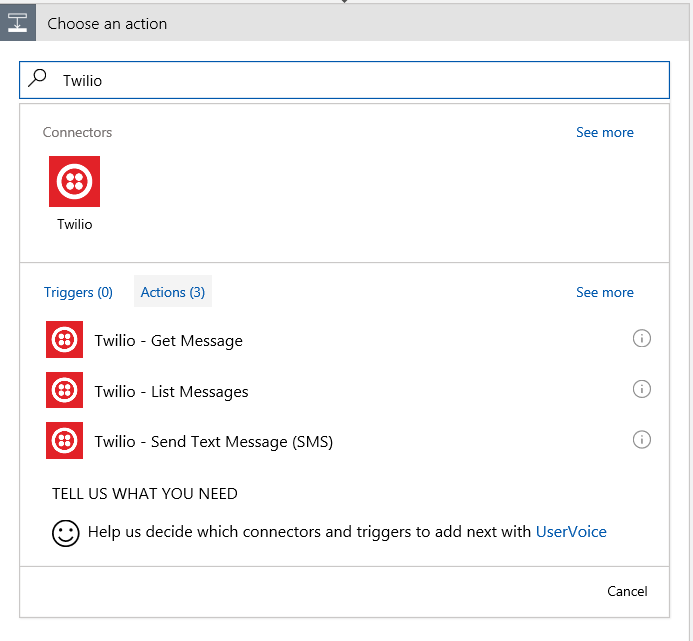 Choose an action
Twilio
Connectors See more
Twilio
Triggers (0) Actions (3) See more
Twilio - Get Message
Twilio - List Messages
Twilio - Send Text Message (SMS)
TELL US WHAT YOU NEED
Help us decide which connectors and triggers to add next with UserVoice
Cancel